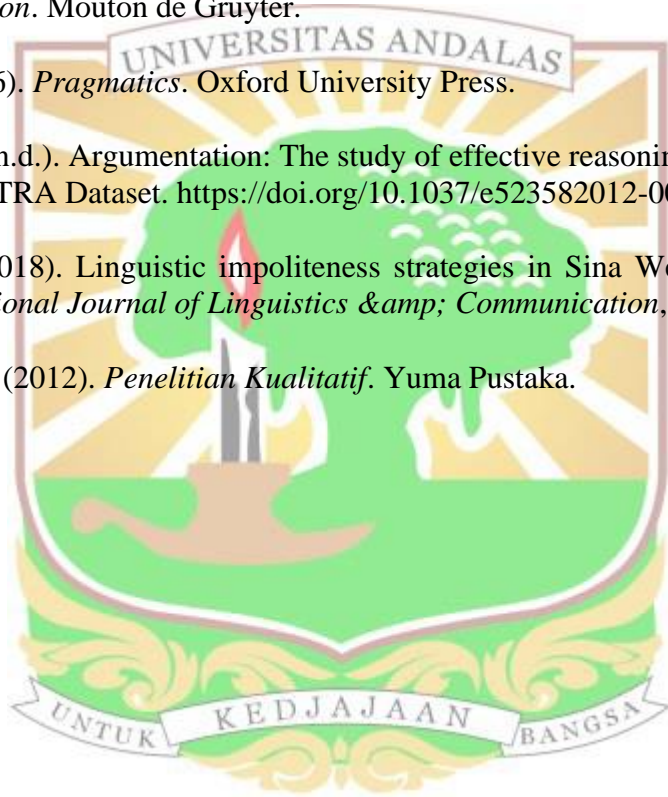 on. Mouton de Gruyter.
UNIVERSITAS ANDALAS
6). Pragmatics. Oxford University Press.
n.d.). Argumentation: The study of effective reasonin
TRA Dataset. https://doi.org/10.1037/e523582012-00
018). Linguistic impoliteness strategies in Sina We
ional Journal of Linguistics &amp; Communication,
(2012). Penelitian Kualitatif. Yuma Pustaka.
UNTUK KEDJAJAAN BANGSA